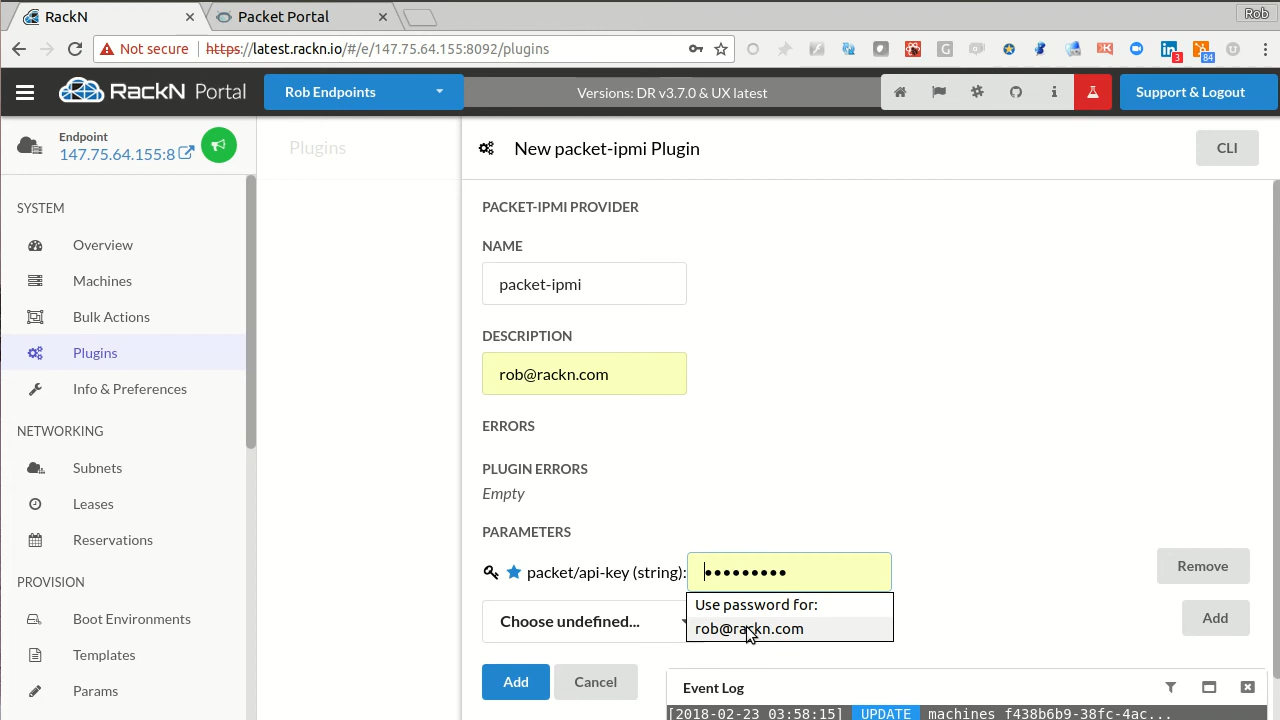 RackN
Packet Portal
Rob
Not secure
https://latest.rackn.io/#/e/147.75.64.155:8092/plugins
3
84
RackN Portal
Rob Endpoints
Versions: DR v3.7.0 & UX latest
Support & Logout
Endpoint
147.75.64.155:8
Plugins
New packet-ipmi Plugin
CLI
SYSTEM
Overview
Machines
Bulk Actions
Plugins
Info & Preferences
NETWORKING
Subnets
Leases
Reservations
PROVISION
Boot Environments
Templates
Params
PACKET-IPMI PROVIDER
NAME
packet-ipmi
DESCRIPTION
rob@rackn.com
ERRORS
PLUGIN ERRORS
Empty
PARAMETERS
packet/api-key (string):
•••••••••
Remove
Use password for:
rob@rackn.com
Choose undefined...
Add
Add
Cancel
Event Log
[2018-02-23 03:58:15] UPDATE machines f438b6b9-38fc-4ac...